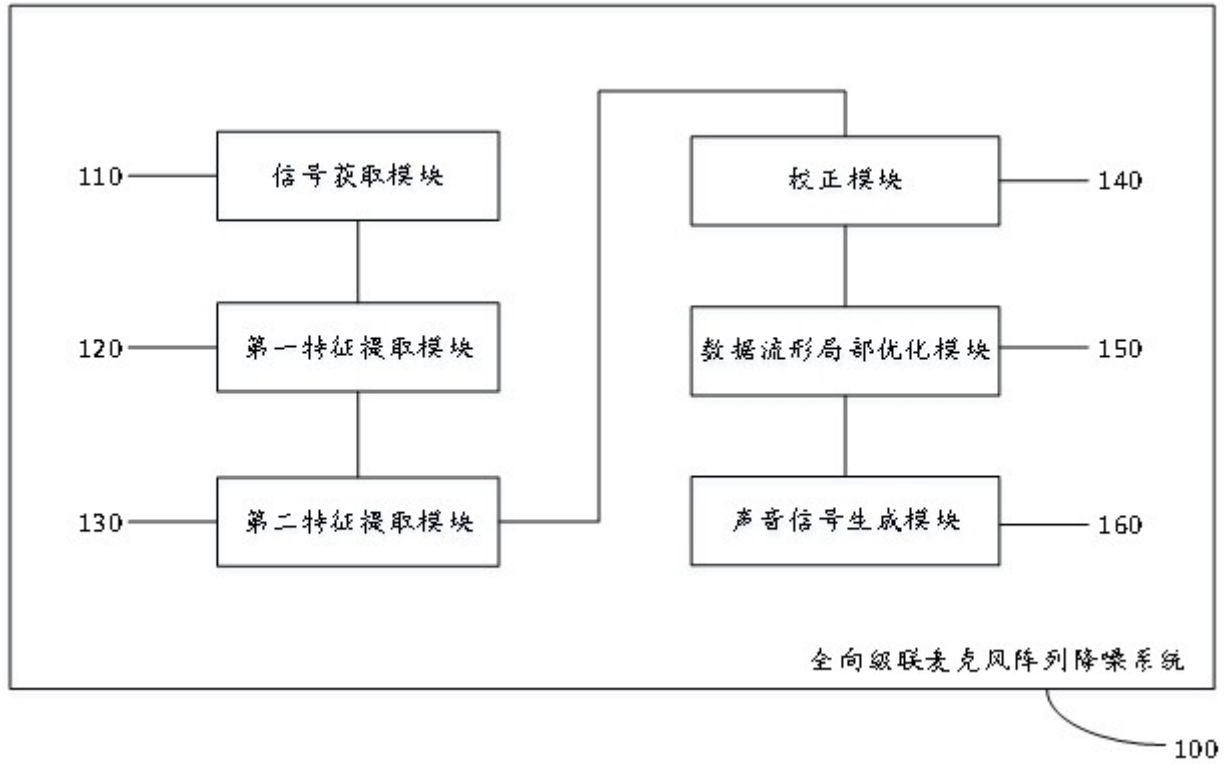 110
信号获取模块
120
第一特征提取模块
130
第二特征提取模块
校正模块
140
数据流形局部优化模块
150
声音信号生成模块
160
全向级联麦克风阵列降噪系统
100